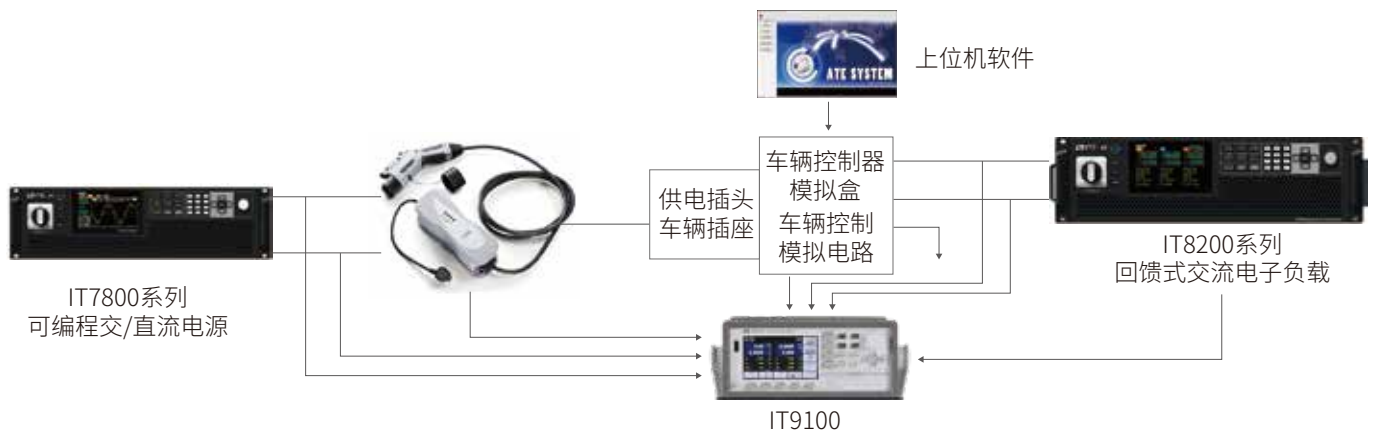 ATE SYSTEM
上位机软件
车辆控制器
模拟盒
车辆控制
模拟电路
供电插头
车辆插座
IT7800系列
可编程交/直流电源
IT8200系列
回馈式交流电子负载
IT9100